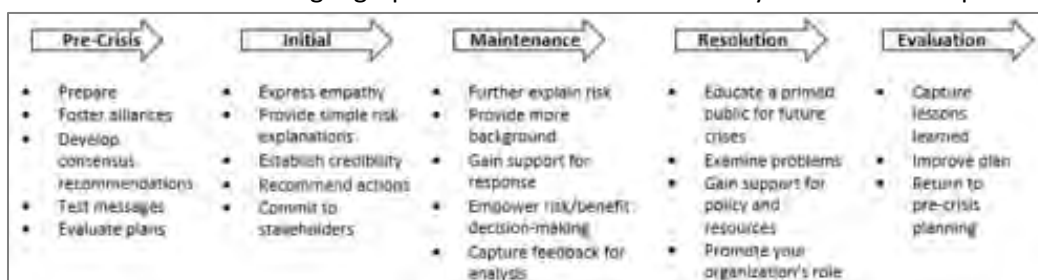 Pre-Crisis
Prepare
Foster alliances
Develop
consensus
recommendations
Test messages
Evaluate plans
Initial
Express empathy
Provide simple risk
explanations
Establish credibility
Recommend actions
Commit to
stakeholders
Maintenance
Further explain risk
Provide more
background
Gain support for
response
Empower risk/benefit
decision-making
Capture feedback for
analysis
Resolution
Educate a primed
public for future
crises
Examine problems
Gain support for
policy and
resources
Promote your
organization's role
Evaluation
Capture
lessons
learned
Improve plan
Return to
pre-crisis
planning